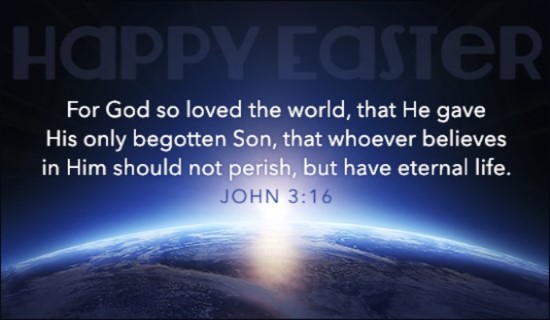 Happy Easter
For God so loved the world, that He gave
His only begotten Son, that whoever believes
in Him should not perish, but have eternal life.
JOHN 3:16